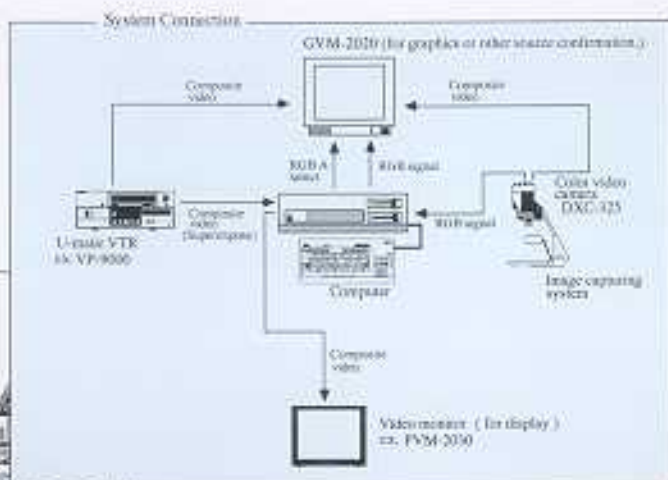 System Connection
GVM-2020 (for graphics or other source confirmation.)
Composite
video
Composite
video
RGB A
select
RGB signal
Color video
camera
DXC-325
U-matic VTR
ex. VP-9000
Composite
video
(Superimpose)
RGB signal
Computer
Image capturing
system
Composite
video
Video monitor ( for display )
ex. PVM-2030